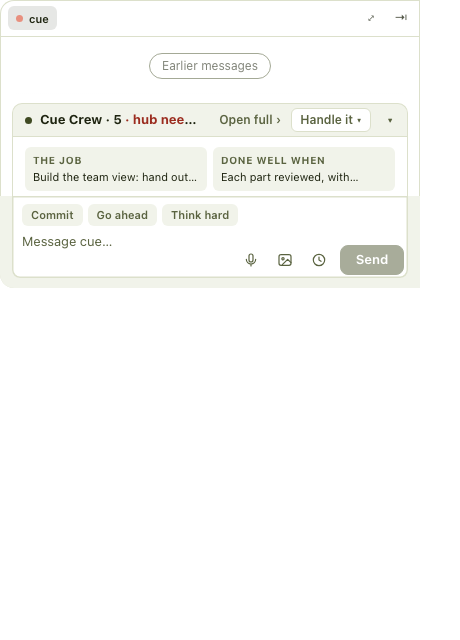 cue
Earlier messages
Cue Crew · 5 · hub nee... Open full › Handle it
THE JOB
Build the team view: hand out...
DONE WELL WHEN
Each part reviewed, with...
Commit Go ahead Think hard
Message cue...
Send